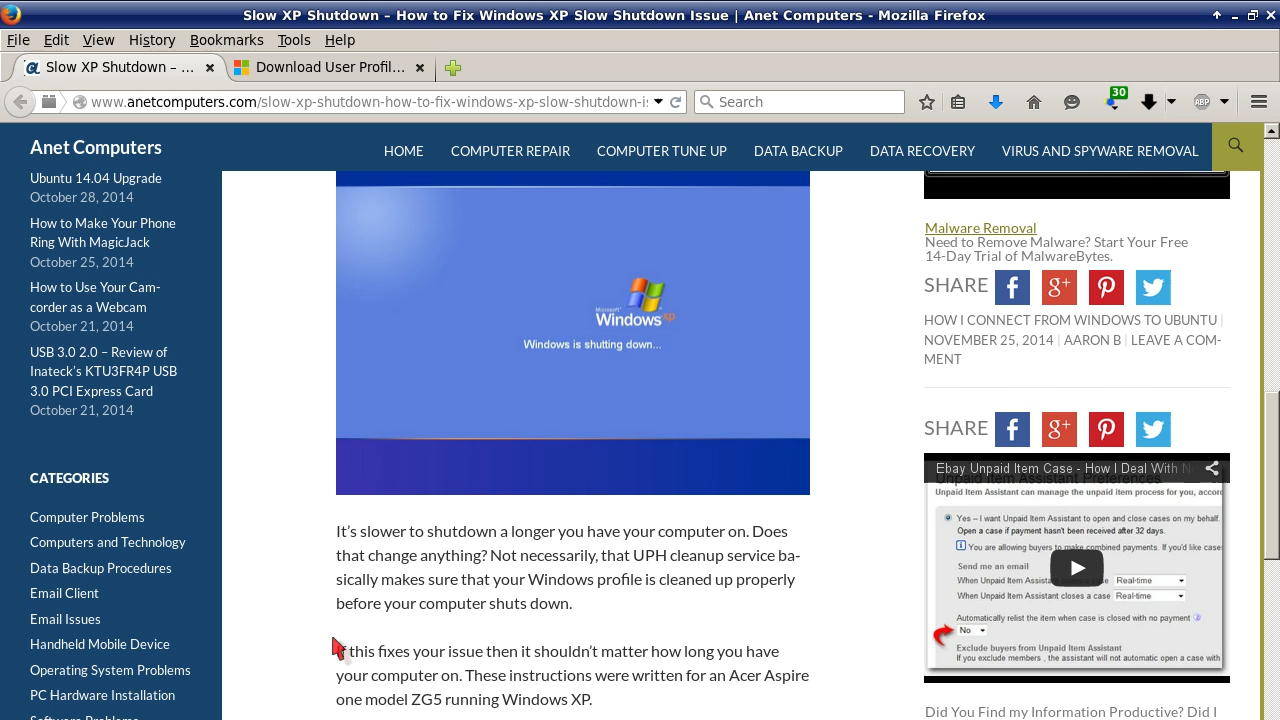 Slow XP Shutdown – How to Fix Windows XP Slow Shutdown Issue | Anet Computers - Mozilla Firefox
File Edit View History Bookmarks Tools Help
Slow XP Shutdown – ...
Download User Profil...
www.anetcomputers.com/slow-xp-shutdown-how-to-fix-windows-xp-slow-shutdown-is
Search
30
ABP
Anet Computers
HOME COMPUTER REPAIR COMPUTER TUNE UP DATA BACKUP DATA RECOVERY VIRUS AND SPYWARE REMOVAL
Ubuntu 14.04 Upgrade
October 28, 2014
How to Make Your Phone
Ring With MagicJack
October 25, 2014
How to Use Your Cam-
corder as a Webcam
October 21, 2014
USB 3.0 2.0 – Review of
Inateck's KTU3FR4P USB
3.0 PCI Express Card
October 21, 2014
CATEGORIES
Computer Problems
Computers and Technology
Data Backup Procedures
Email Client
Email Issues
Handheld Mobile Device
Operating System Problems
PC Hardware Installation
Software Problems
Microsoft
Windows xp
Windows is shutting down...
It's slower to shutdown a longer you have your computer on. Does
that change anything? Not necessarily, that UPH cleanup service ba-
sically makes sure that your Windows profile is cleaned up properly
before your computer shuts down.
If this fixes your issue then it shouldn't matter how long you have
your computer on. These instructions were written for an Acer Aspire
one model ZG5 running Windows XP.
Malware Removal
Need to Remove Malware? Start Your Free
14-Day Trial of MalwareBytes.
SHARE
HOW I CONNECT FROM WINDOWS TO UBUNTU |
NOVEMBER 25, 2014 | AARON B | LEAVE A COM-
MENT
SHARE
Ebay Unpaid Item Case - How I Deal With N
Unpaid Item Assistant Preferences
Unpaid Item Assistant can manage the unpaid item process for you, accor
Yes – I want Unpaid Item Assistant to open and close cases on my behalf.
Open a case if payment hasn't been received after 32 days.
You are allowing buyers to make combined payments. If you'd like cases
Send me an email
When Unpaid Item Assistant opens a case Real-time
When Unpaid Item Assistant closes a case Real-time
Automatically relist the item when case is closed with no payment
No
Exclude buyers from Unpaid Item Assistant
If you exclude members , the assistant will not automatic open a case with
Did You Find my Information Productive? Did I